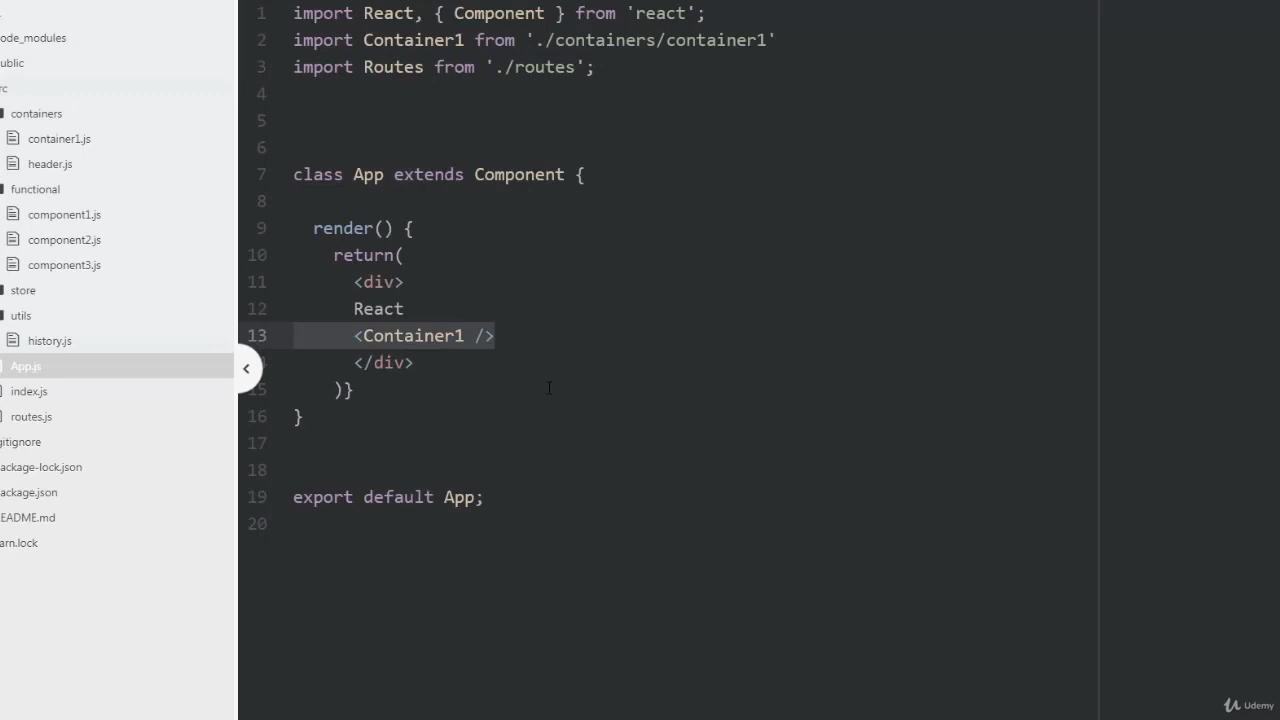 ode_modules
ublic
rc
containers
container1.js
header.js
functional
component1.js
component2.js
component3.js
store
utils
history.js
App.js
index.js
routes.js
gitignore
ackage-lock.json
ackage.json
EADME.md
arn.lock
1 import React, { Component } from 'react';
2 import Container1 from './containers/container1'
3 import Routes from './routes';
4
5
6
7 class App extends Component {
8
9 render() {
10 return(
11 <div>
12 React
13 <Container1 />
</div>
15 )}
16 }
17
18
19 export default App;
20
Udemy